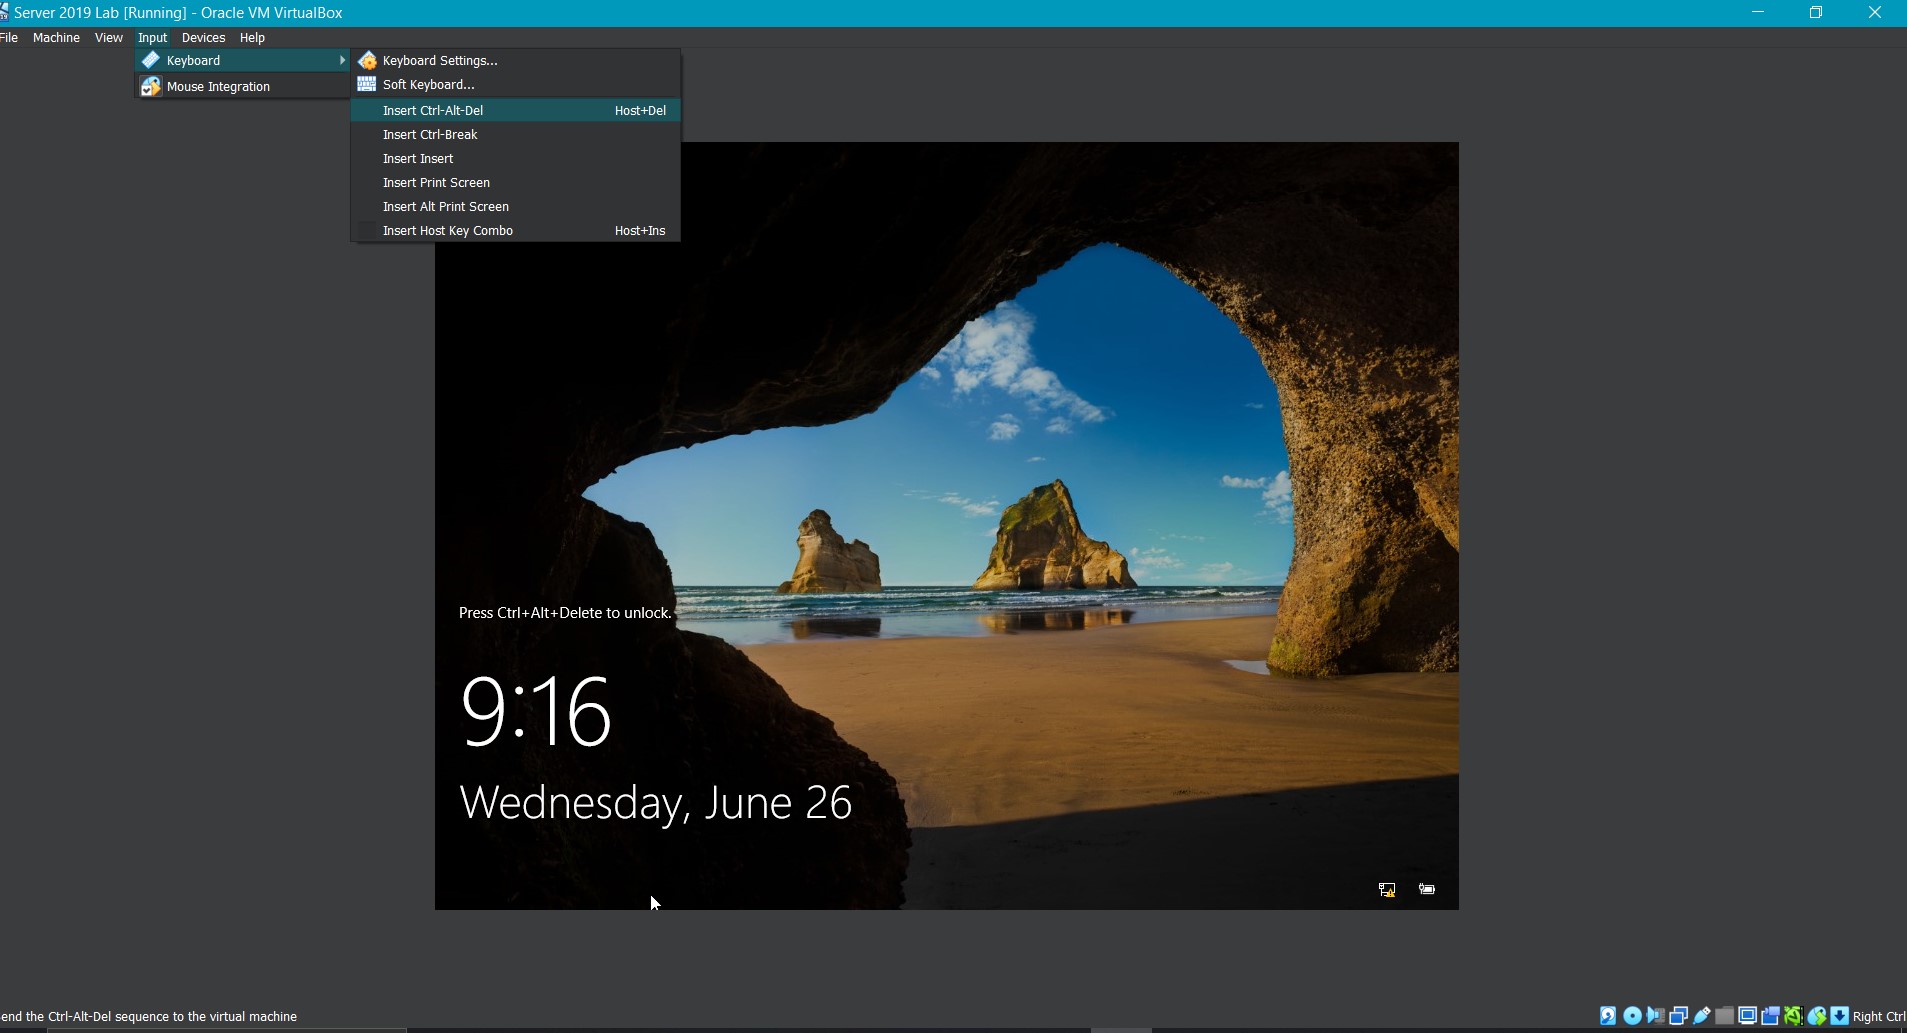 Server 2019 Lab [Running] - Oracle VM VirtualBox
File Machine View Input Devices Help
Keyboard
Mouse Integration
Keyboard Settings...
Soft Keyboard...
Insert Ctrl-Alt-Del Host+Del
Insert Ctrl-Break
Insert Insert
Insert Print Screen
Insert Alt Print Screen
Insert Host Key Combo Host+Ins
Press Ctrl+Alt+Delete to unlock.
9:16
Wednesday, June 26
end the Ctrl-Alt-Del sequence to the virtual machine
Right Ctrl